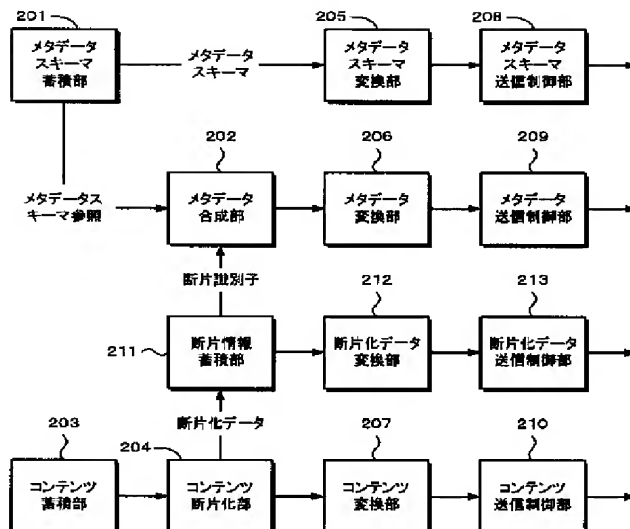 201
205
208
メタデータ
スキーマ
蓄積部
メタデータ
スキーマ
メタデータ
スキーマ
変換部
メタデータ
スキーマ
送信制御部
202
206
209
メタデータス
キーマ参照
メタデータ
合成部
メタデータ
変換部
メタデータ
送信制御部
断片識別子
212
213
211
断片情報
蓄積部
断片化データ
変換部
断片化データ
送信制御部
断片化データ
203
204
207
210
コンテンツ
蓄積部
コンテンツ
断片化部
コンテンツ
変換部
コンテンツ
送信制御部